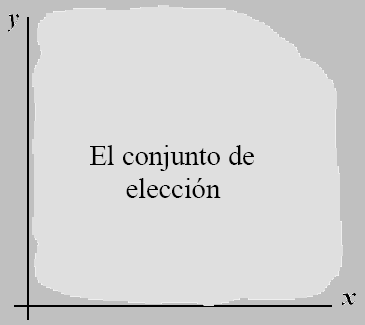 y
El conjunto de
elección
x